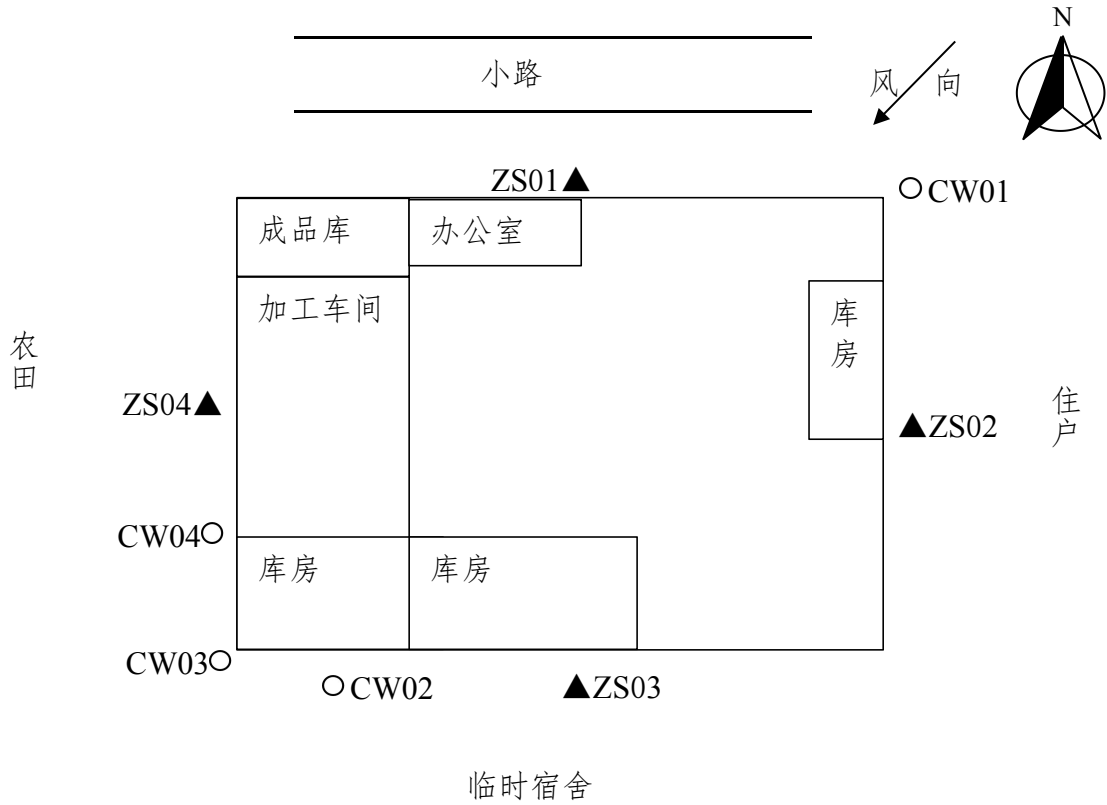 N
小路
风 向
ZS01
CW01
成品库
办公室
加工车间
库房
农田
ZS04
住户
ZS02
CW04
库房
库房
CW03
CW02
ZS03
临时宿舍